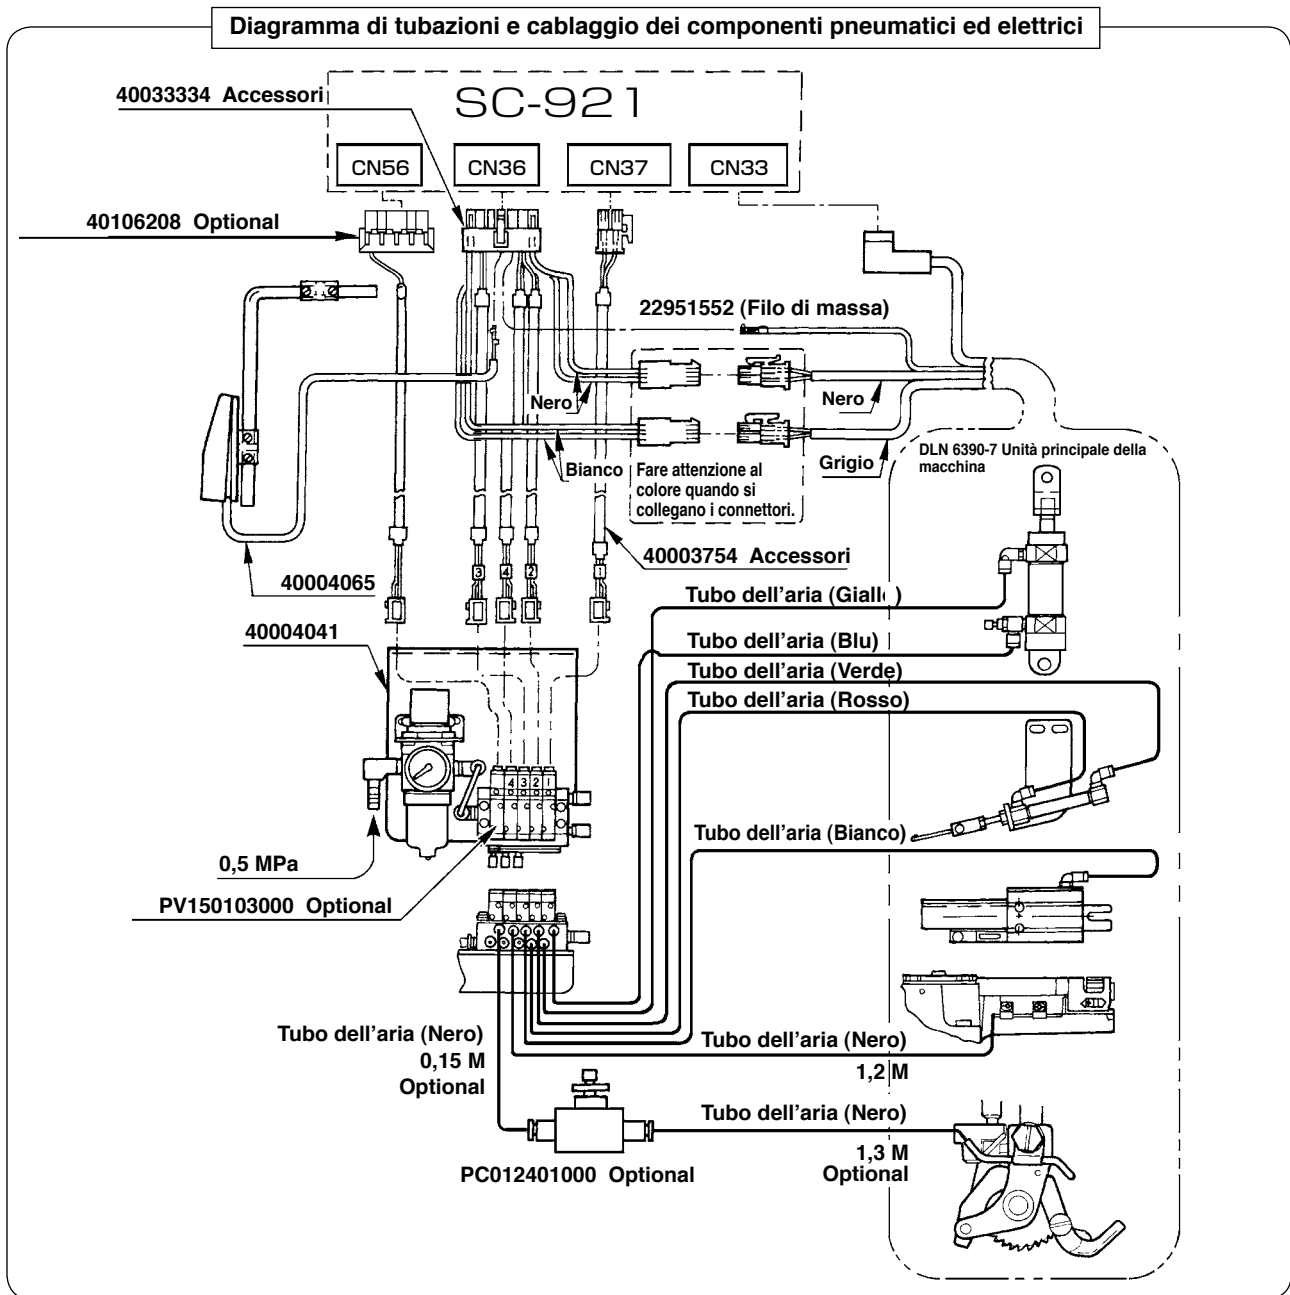 Diagramma di tubazioni e cablaggio dei componenti pneumatici ed elettrici
40033334 Accessori
SC-921
CN56
CN36
CN37
CN33
40106208 Optional
22951552 (Filo di massa)
Nero
Nero
Bianco
Fare attenzione al
colore quando si
collegano i connettori.
Grigio
DLN 6390-7 Unità principale della
macchina
40003754 Accessori
40004065
3
4
2
1
Tubo dell'aria (Giallo)
40004041
Tubo dell'aria (Blu)
Tubo dell'aria (Verde)
Tubo dell'aria (Rosso)
4
3
2
1
Tubo dell'aria (Bianco)
0,5 MPa
PV150103000 Optional
Tubo dell'aria (Nero)
0,15 M
Optional
Tubo dell'aria (Nero)
1,2 M
Tubo dell'aria (Nero)
1,3 M
Optional
PC012401000 Optional